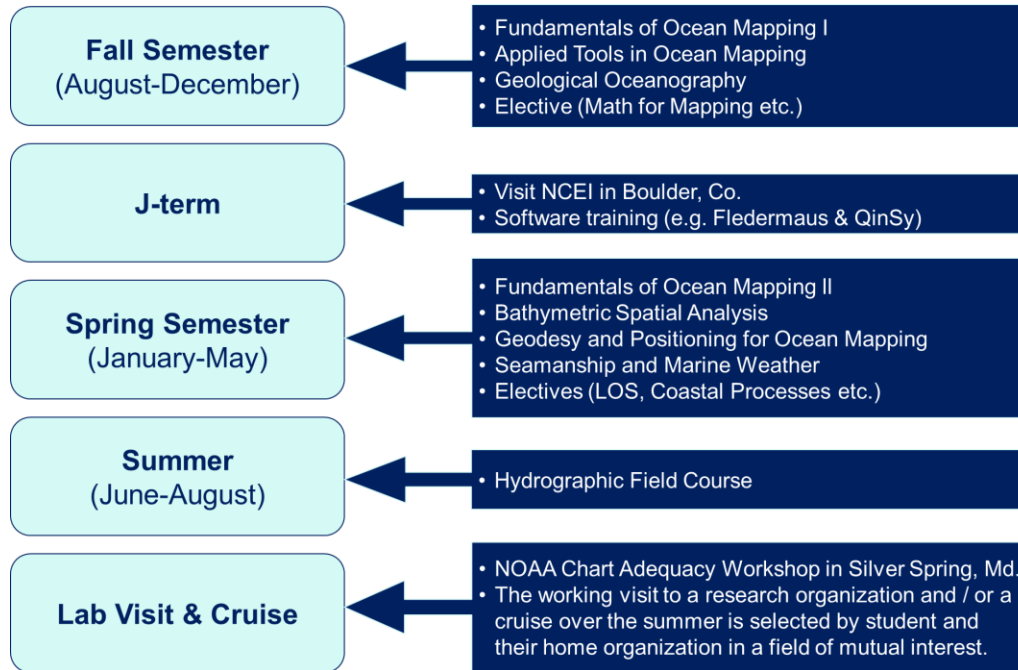 Fall Semester
(August-December)
• Fundamentals of Ocean Mapping I
• Applied Tools in Ocean Mapping
• Geological Oceanography
• Elective (Math for Mapping etc.)
J-term
• Visit NCEI in Boulder, Co.
• Software training (e.g. Fledermaus & QinSy)
Spring Semester
(January-May)
• Fundamentals of Ocean Mapping II
• Bathymetric Spatial Analysis
• Geodesy and Positioning for Ocean Mapping
• Seamanship and Marine Weather
• Electives (LOS, Coastal Processes etc.)
Summer
(June-August)
• Hydrographic Field Course
Lab Visit & Cruise
• NOAA Chart Adequacy Workshop in Silver Spring, Md.
• The working visit to a research organization and / or a
cruise over the summer is selected by student and
their home organization in a field of mutual interest.